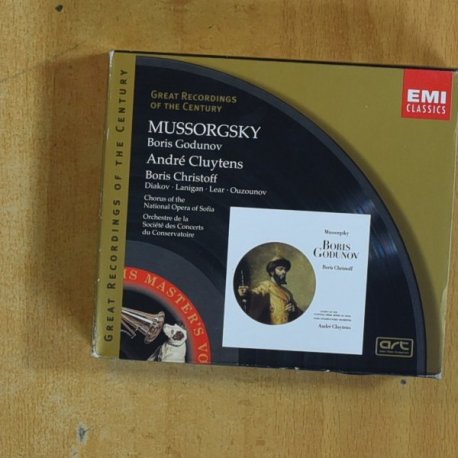 GREAT RECORDINGS OF THE CENTURY
GREAT RECORDINGS
OF THE CENTURY
EMI
CLASSICS
MUSSORGSKY
Boris Godunov
André Cluytens
Boris Christoff
Diakov · Lanigan · Lear · Ouzounov
Chorus of the
National Opera of Sofia
Orchestre de la
Société des Concerts
du Conservatoire
Mussorgsky
BORIS
GODUNOV
Boris Christoff
André Cluytens
IS MASTER'S VO
art